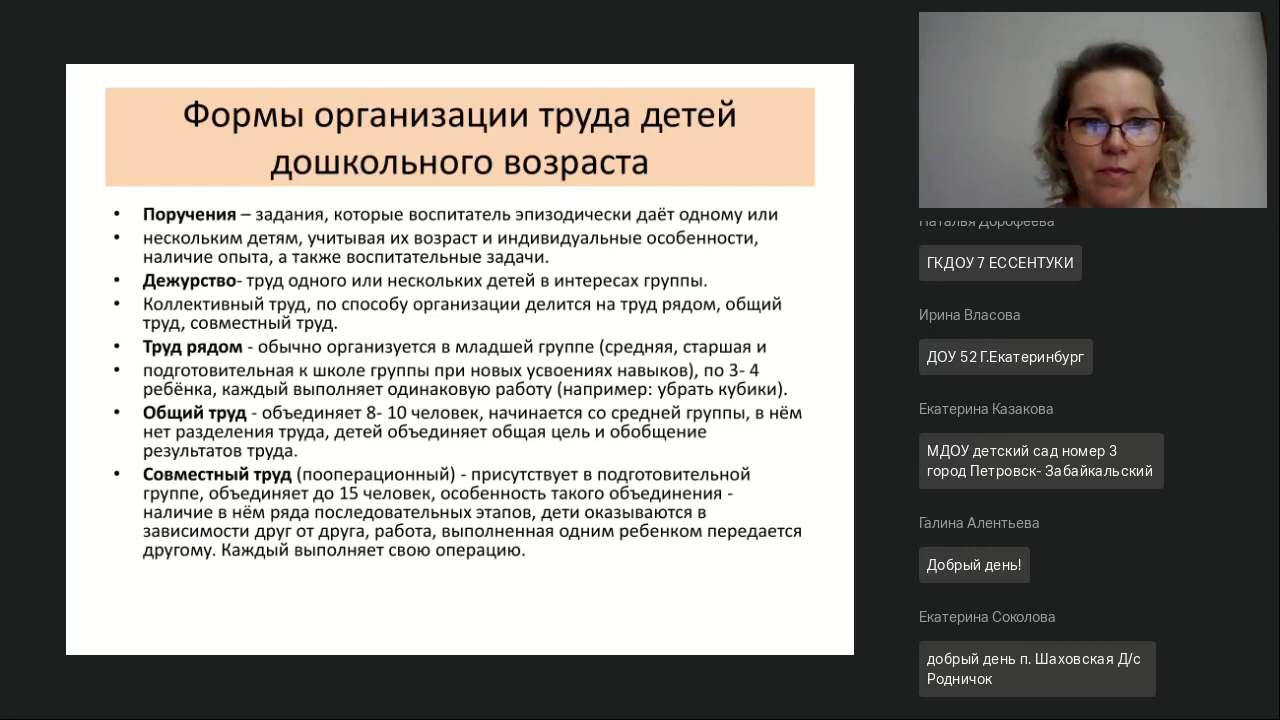 Формы организации труда детей
дошкольного возраста
• Поручения – задания, которые воспитатель эпизодически даёт одному или
• нескольким детям, учитывая их возраст и индивидуальные особенности,
наличие опыта, а также воспитательные задачи.
• Дежурство- труд одного или нескольких детей в интересах группы.
• Коллективный труд, по способу организации делится на труд рядом, общий
труд, совместный труд.
• Труд рядом - обычно организуется в младшей группе (средняя, старшая и
• подготовительная к школе группы при новых усвоениях навыков), по 3- 4
ребёнка, каждый выполняет одинаковую работу (например: убрать кубики).
• Общий труд - объединяет 8- 10 человек, начинается со средней группы, в нём
нет разделения труда, детей объединяет общая цель и обобщение
результатов труда.
• Совместный труд (пооперационный) - присутствует в подготовительной
группе, объединяет до 15 человек, особенность такого объединения -
наличие в нём ряда последовательных этапов, дети оказываются в
зависимости друг от друга, работа, выполненная одним ребенком передается
другому. Каждый выполняет свою операцию.
Наталья Дорофеева
ГКДОУ 7 ЕССЕНТУКИ
Ирина Власова
ДОУ 52 Г.Екатеринбург
Екатерина Казакова
МДОУ детский сад номер 3
город Петровск- Забайкальский
Галина Алентьева
Добрый день!
Екатерина Соколова
добрый день п. Шаховская Д/с
Родничок